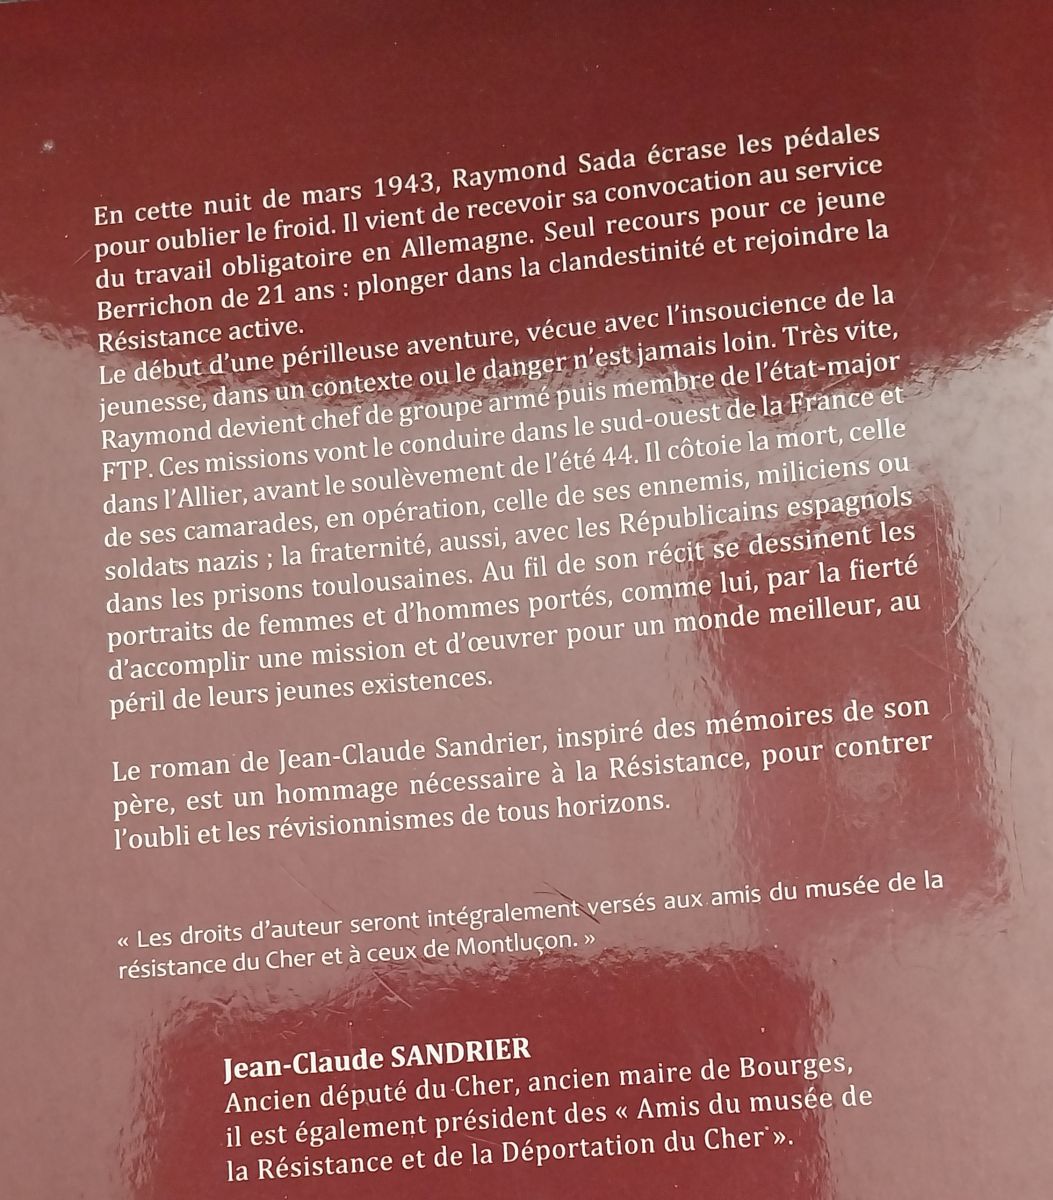 En cette nuit de mars 1943, Raymond Sada écrase les pédales
pour oublier le froid. Il vient de recevoir sa convocation au service
du travail obligatoire en Allemagne. Seul recours pour ce jeune
Berrichon de 21 ans : plonger dans la clandestinité et rejoindre la
Résistance active.
Le début d'une périlleuse aventure, vécue avec l'insoucience de la
jeunesse, dans un contexte ou le danger n'est jamais loin. Très vite,
Raymond devient chef de groupe armé puis membre de l'état-major
FTP. Ces missions vont le conduire dans le sud-ouest de la France et
dans l'Allier, avant le soulèvement de l'été 44. Il côtoie la mort, celle
de ses camarades, en opération, celle de ses ennemis, miliciens ou
soldats nazis ; la fraternité, aussi, avec les Républicains espagnols
dans les prisons toulousaines. Au fil de son récit se dessinent les
portraits de femmes et d'hommes portés, comme lui, par la fierté
d'accomplir une mission et d'œuvrer pour un monde meilleur, au
péril de leurs jeunes existences.
Le roman de Jean-Claude Sandrier, inspiré des mémoires de son
père, est un hommage nécessaire à la Résistance, pour contrer
l'oubli et les révisionnismes de tous horizons.
« Les droits d'auteur seront intégralement versés aux amis du musée de la
résistance du Cher et à ceux de Montluçon. »
Jean-Claude SANDRIER
Ancien député du Cher, ancien maire de Bourges,
il est également président des « Amis du musée de
la Résistance et de la Déportation du Cher ».